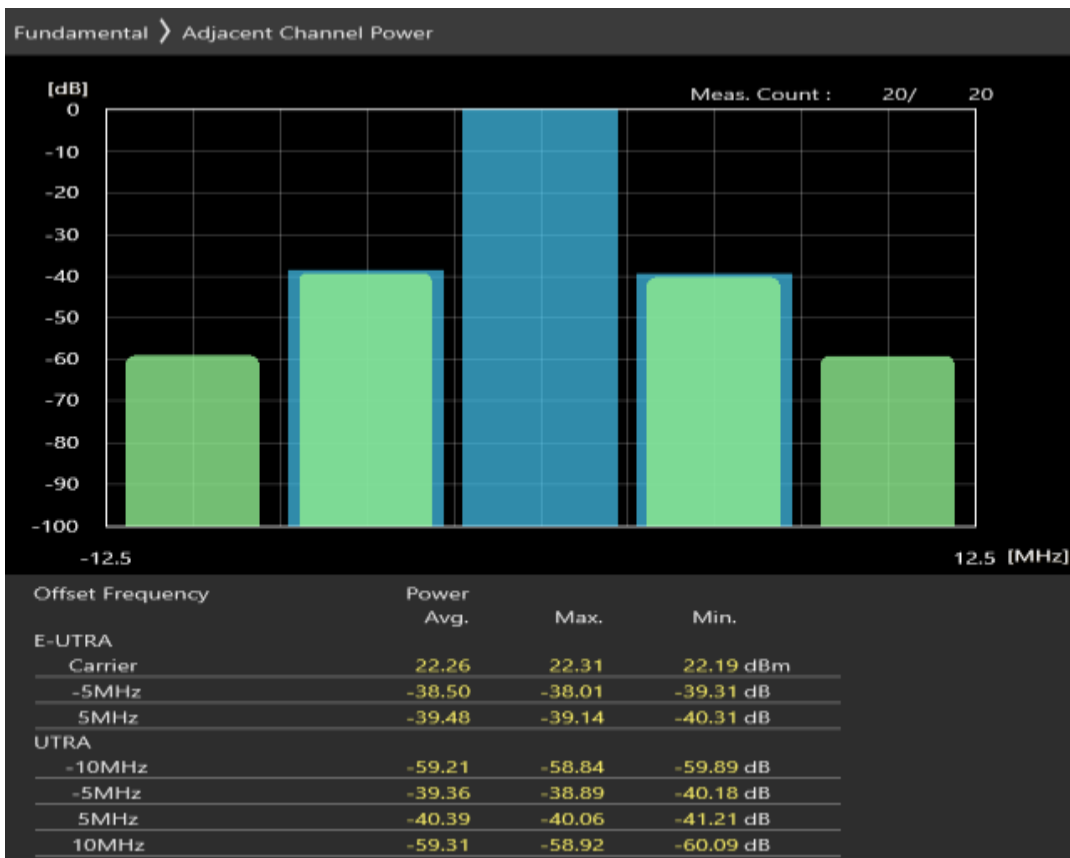 Fundamental 〉 Adjacent Channel Power
[dB]
Meas. Count : 20/ 20
0
-10
-20
-30
-40
-50
-60
-70
-80
-90
-100
-12.5 12.5 [MHz]
Offset Frequency Power
Avg. Max. Min.
E-UTRA
Carrier 22.26 22.31 22.19 dBm
-5MHz -38.50 -38.01 -39.31 dB
5MHz -39.48 -39.14 -40.31 dB
UTRA
-10MHz -59.21 -58.84 -59.89 dB
-5MHz -39.36 -38.89 -40.18 dB
5MHz -40.39 -40.06 -41.21 dB
10MHz -59.31 -58.92 -60.09 dB